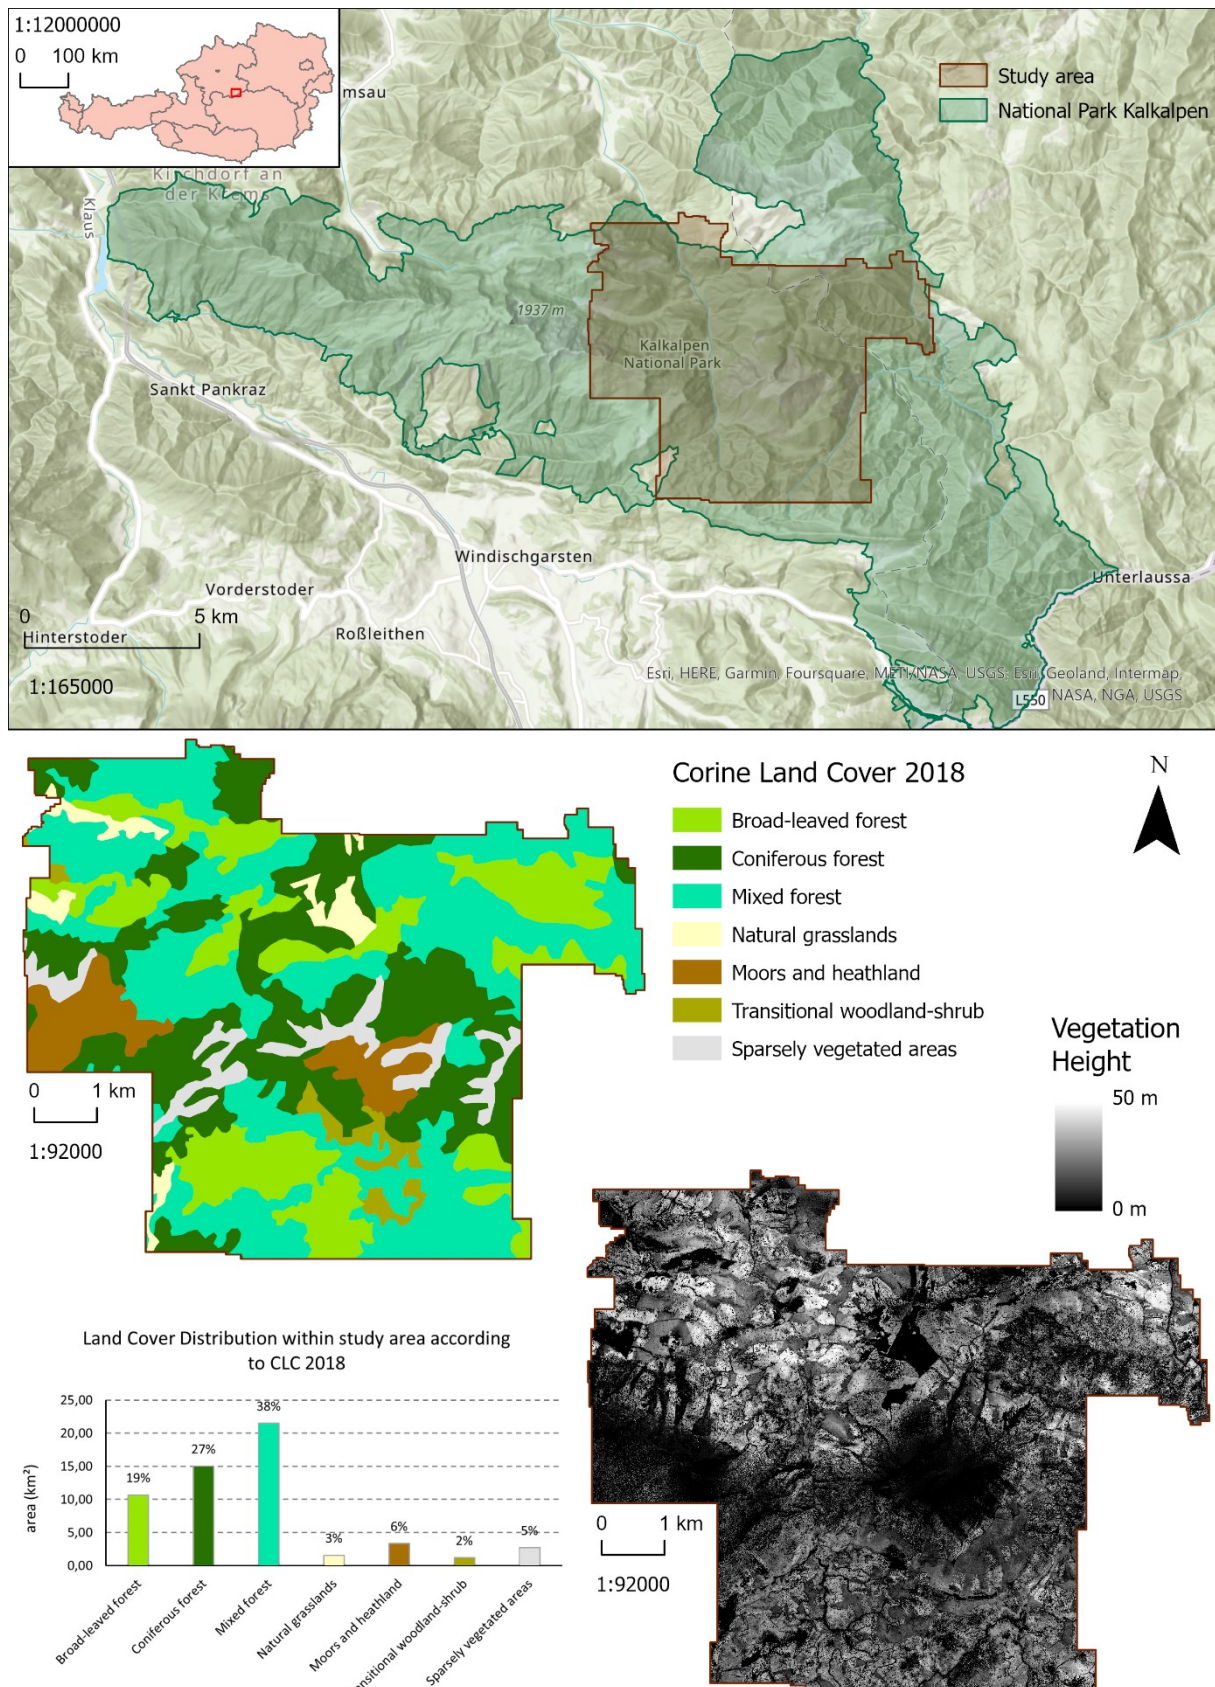 1:12000000
0 100 km
msau
Study area
National Park Kalkalpen
Kirchdorf an
der Krems
Klaus
1937 m
Kalkalpen
National Park
Sankt Pankraz
Windischgarsten
Vorderstoder
Unterlaussa
0 5 km
Hinterstoder
Roßleithen
Esri, HERE, Garmin, Foursquare, METI/NASA, USGS; Esri, Geoland, Intermap,
NASA, NGA, USGS
L550
1:165000
Corine Land Cover 2018
N
Broad-leaved forest
Coniferous forest
Mixed forest
Natural grasslands
Moors and heathland
Transitional woodland-shrub
Sparsely vegetated areas
0 1 km
1:92000
Vegetation
Height
50 m
0 m
Land Cover Distribution within study area according
to CLC 2018
area (km²)
25,00
20,00
15,00
10,00
5,00
0,00
19%
27%
38%
3%
6%
2%
5%
Broad-leaved forest
Coniferous forest
Mixed forest
Natural grasslands
Moors and heathland
nsitional woodland-shrub
Sparsely vegetated areas
0 1 km
1:92000